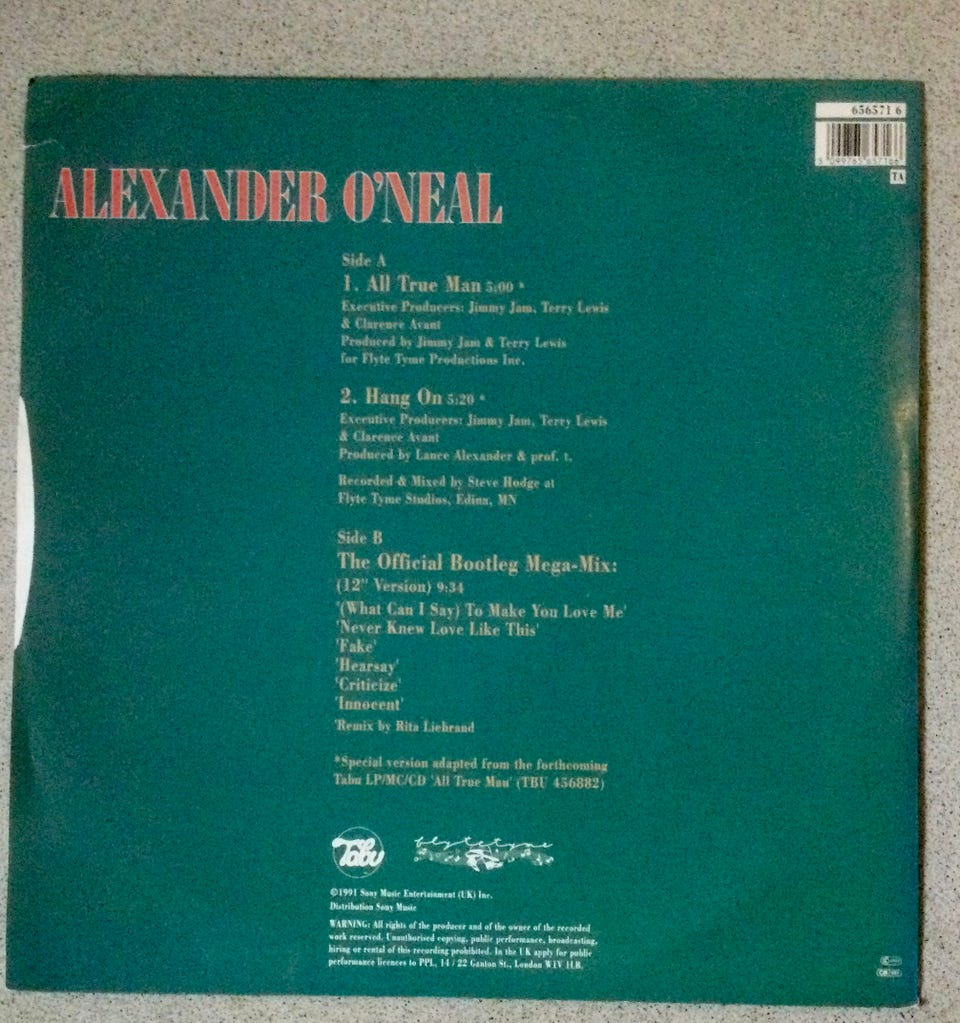 656571 6
TA
ALEXANDER O'NEAL
Side A
1. All True Man 5:00 *
Executive Producers: Jimmy Jam, Terry Lewis
& Clarence Avant
Produced by Jimmy Jam & Terry Lewis
for Flyte Tyme Productions Inc.
2. Hang On 5:20 *
Executive Producers: Jimmy Jam, Terry Lewis
& Clarence Avant
Produced by Lance Alexander & prof. t.
Recorded & Mixed by Steve Hodge at
Flyte Tyme Studios, Edina, MN
Side B
The Official Bootleg Mega-Mix:
(12" Version) 9:34
'(What Can I Say) To Make You Love Me'
'Never Knew Love Like This'
'Fake'
'Hearsay'
'Criticize'
'Innocent'
'Remix by Rita Liebrand
*Special version adapted from the forthcoming
Tabu LP/MC/CD 'All True Man' (TBU 456882)
Tabu flytetyme
©1991 Sony Music Entertainment (UK) Inc.
Distribution Sony Music
WARNING: All rights of the producer and of the owner of the recorded
work reserved. Unauthorised copying, public performance, broadcasting,
hiring or rental of this recording prohibited. In the UK apply for public
performance licences to PPL, 14 / 22 Ganton St., London W1V 1LB.